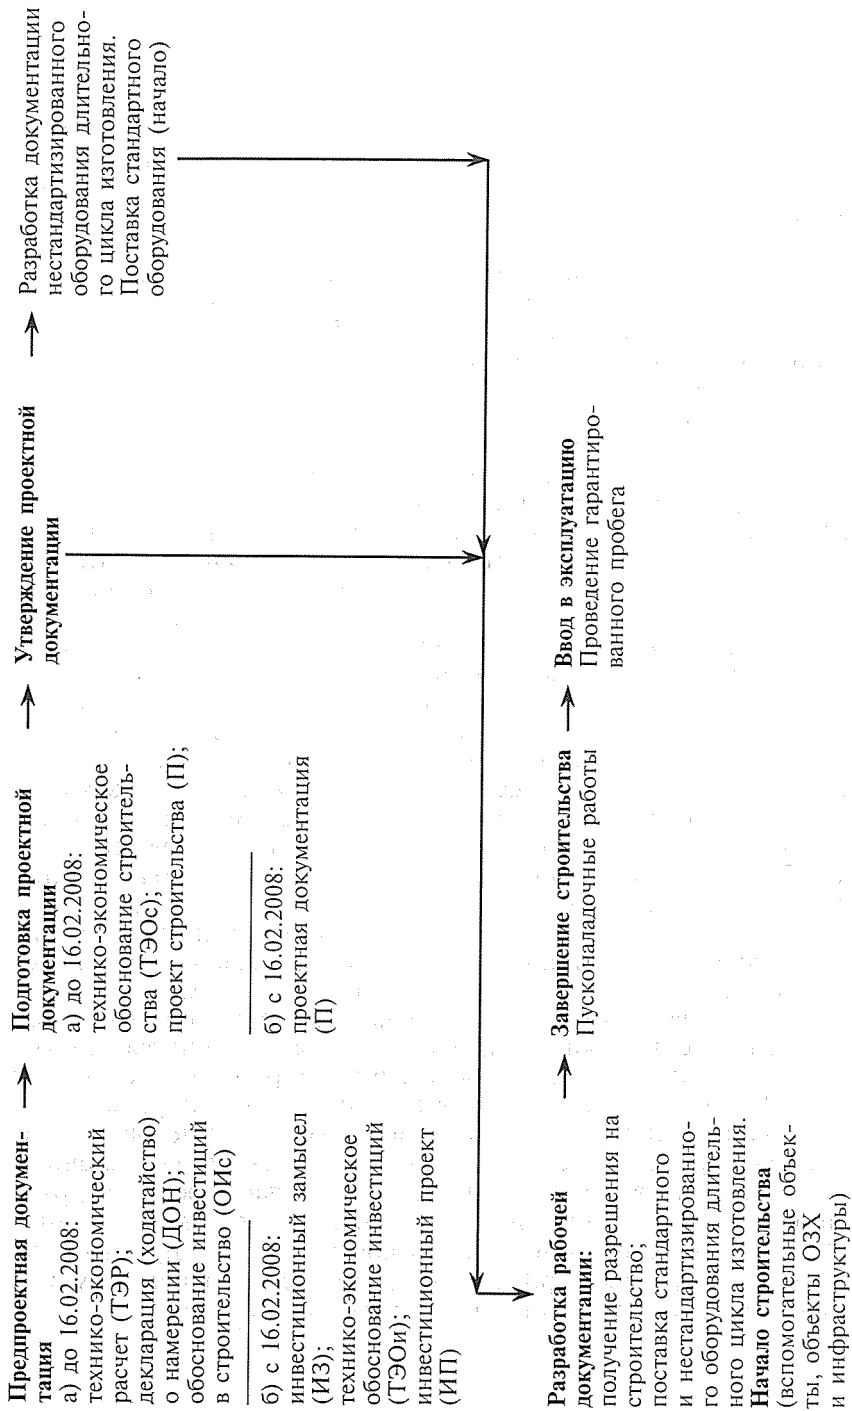 Предпроектная докумен-
тация
а) до 16.02.2008:
технико-экономический
расчет (ТЭР);
декларация (ходатайство)
о намерении (ДОН);
обоснование инвестиций
в строительство (ОИс)
б) с 16.02.2008:
инвестиционный замысел
(ИЗ);
технико-экономическое
обоснование инвестиций
(ТЭОи);
инвестиционный проект
(ИП)
Подготовка проектной
документации
а) до 16.02.2008:
технико-экономическое
обоснование строитель-
ства (ТЭОс);
проект строительства (П);
б) с 16.02.2008:
проектная документация
(П)
Утверждение проектной
документации
Разработка документации
нестандартизированного
оборудования длительно-
го цикла изготовления.
Поставка стандартного
оборудования (начало)
Разработка рабочей
документации:
получение разрешения на
строительство;
поставка стандартного
и нестандартизированно-
го оборудования длитель-
ного цикла изготовления.
Начало строительства
(вспомогательные объек-
ты, объекты ОЗХ
и инфраструктуры)
Завершение строительства
Пусконаладочные работы
Ввод в эксплуатацию
Проведение гарантиро-
ванного пробега